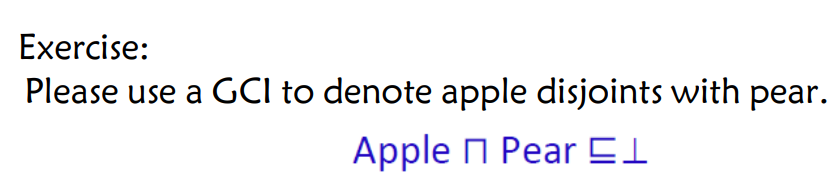 Exercise:
Please use a GCI to denote apple disjoints with pear.
Apple ⊓ Pear ⊑⊥